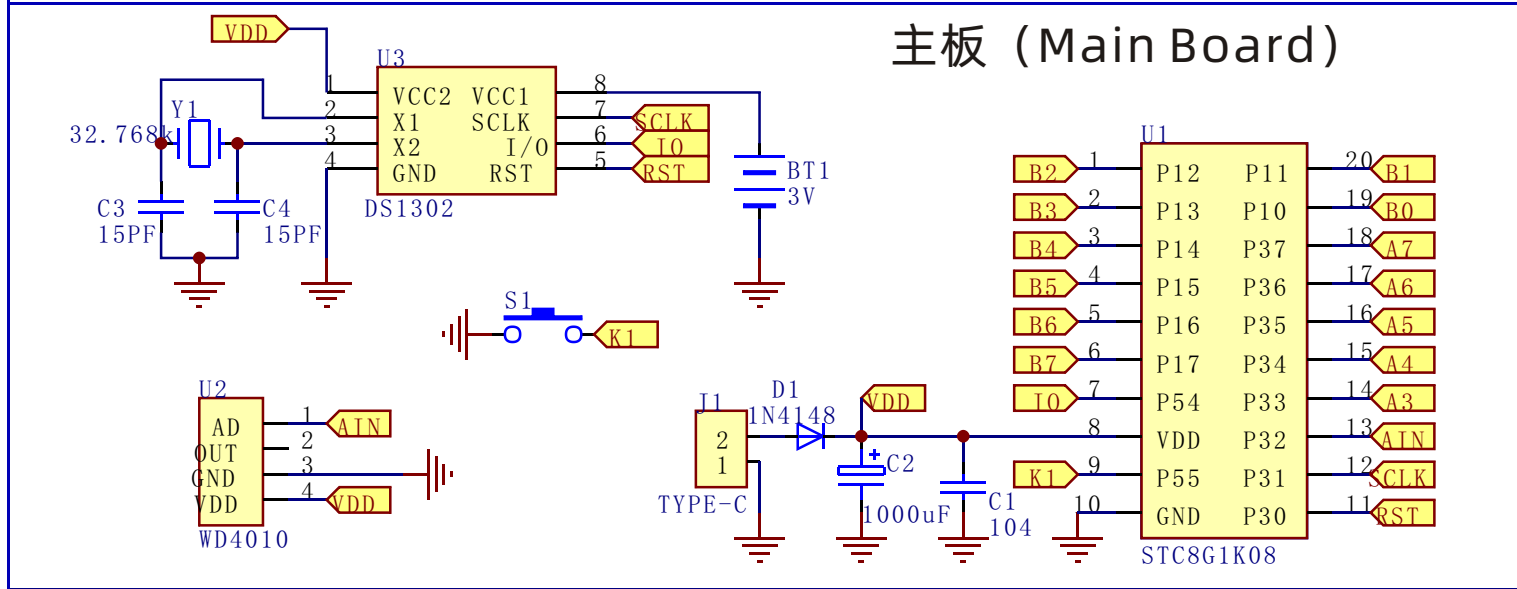 主板（Main Board）
VDD
U3
1 VCC2 VCC1 8
2 X1 SCLK 7 SCLK
3 X2 I/O 6 IO
4 GND RST 5 RST
DS1302
Y1
32.768k
C3
15PF
C4
15PF
BT1
3V
S1
K1
U2
AD 1 AIN
OUT 2
GND 3
VDD 4 VDD
WD4010
J1
2
1
TYPE-C
D1
1N4148
VDD
+
C2
1000uF
C1
104
U1
B2 1 P12 P11 20 B1
B3 2 P13 P10 19 B0
B4 3 P14 P37 18 A7
B5 4 P15 P36 17 A6
B6 5 P16 P35 16 A5
B7 6 P17 P34 15 A4
IO 7 P54 P33 14 A3
8 VDD P32 13 AIN
K1 9 P55 P31 12 SCLK
10 GND P30 11 RST
STC8G1K08